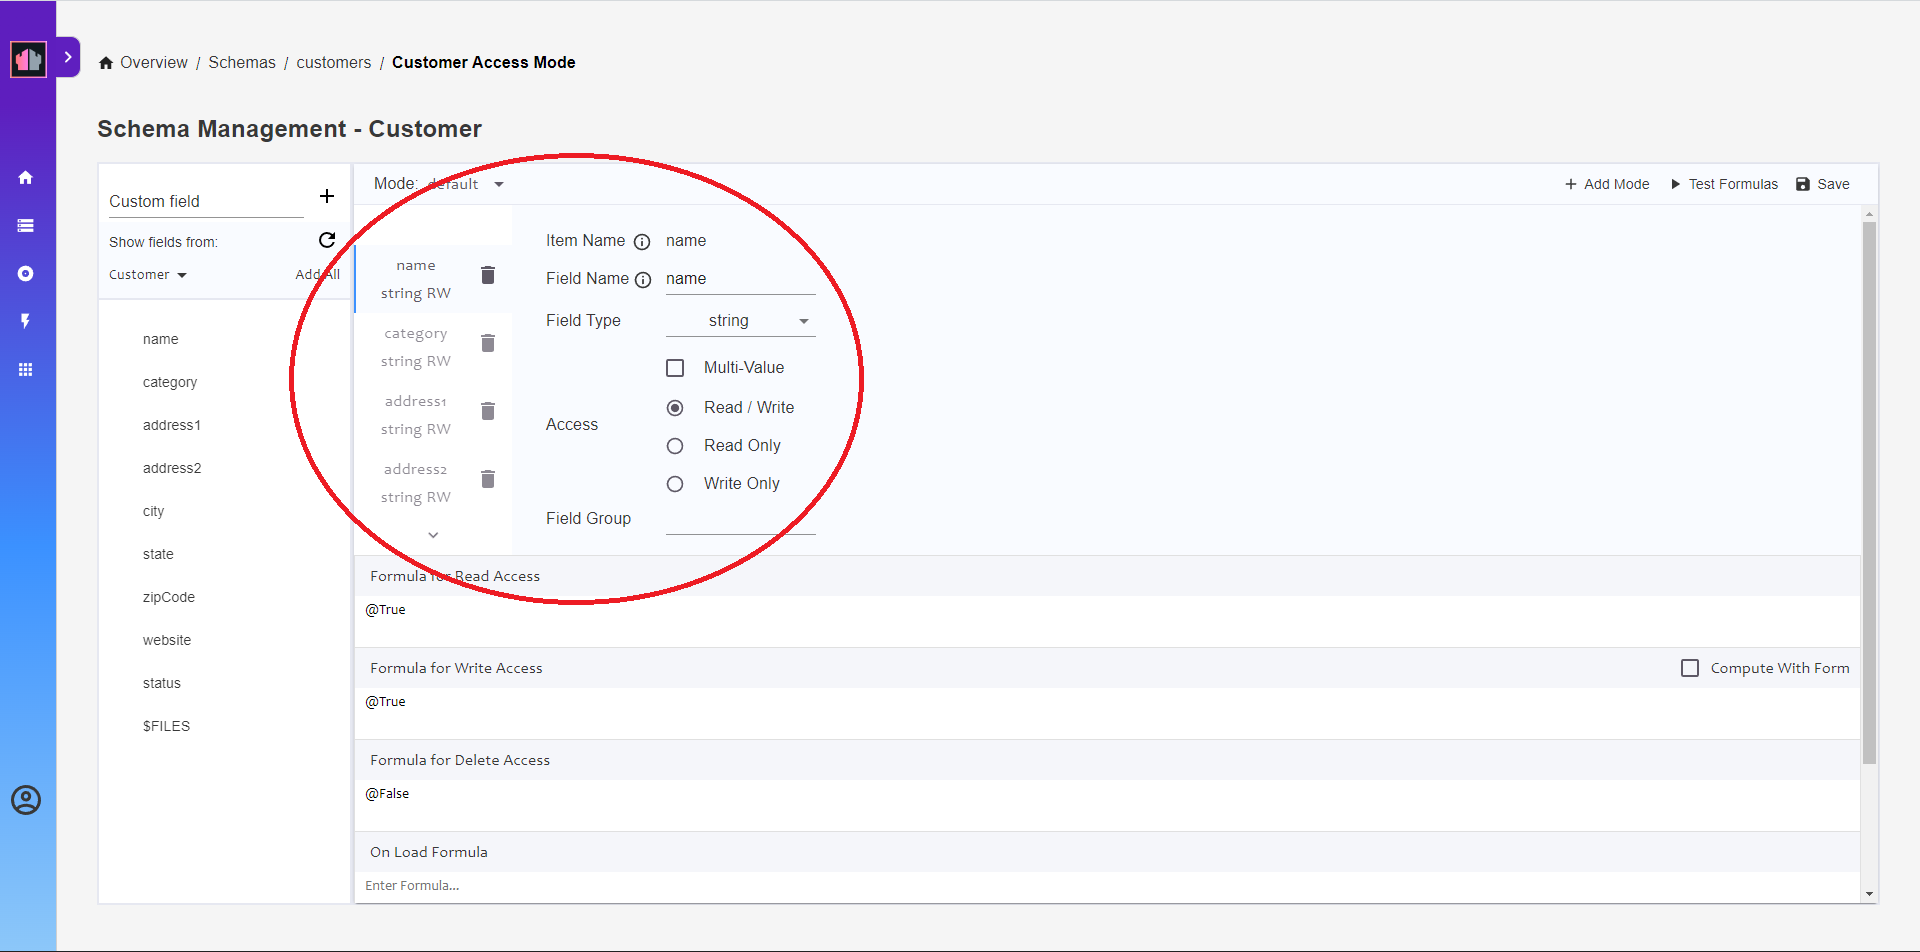 Overview / Schemas / customers / Customer Access Mode
Schema Management - Customer
Custom field
Show fields from:
Customer
Add All
name
category
address1
address2
city
state
zipCode
website
status
$FILES
Mode: default
Add Mode
Test Formulas
Save
name
string RW
category
string RW
address1
string RW
address2
string RW
Item Name name
Field Name name
Field Type string
Multi-Value
Access
Read / Write
Read Only
Write Only
Field Group
Formula for Read Access
@True
Formula for Write Access
Compute With Form
@True
Formula for Delete Access
@False
On Load Formula
Enter Formula...